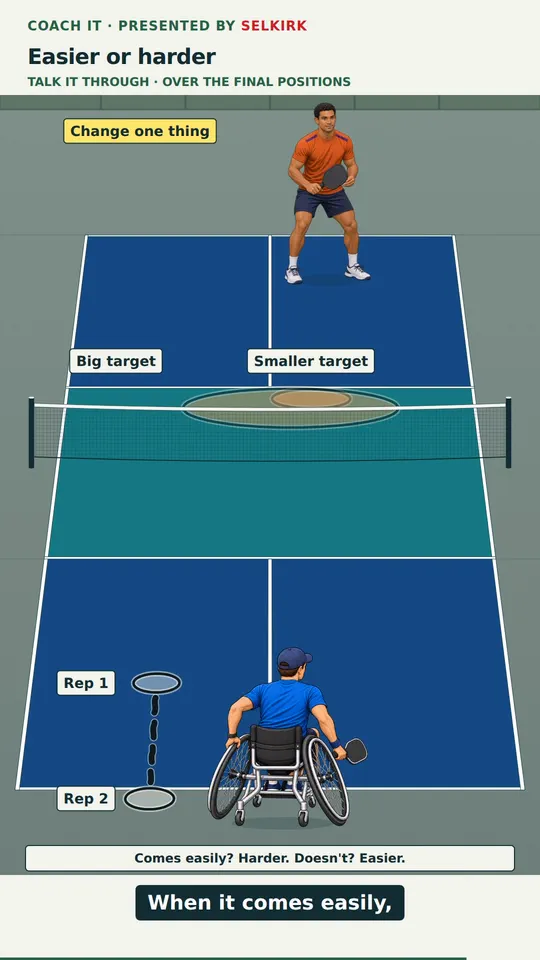 COACH IT · PRESENTED BY SELKIRK
Easier or harder
TALK IT THROUGH · OVER THE FINAL POSITIONS
Change one thing
Big target
Smaller target
Rep 1
Rep 2
Comes easily? Harder. Doesn't? Easier.
When it comes easily,